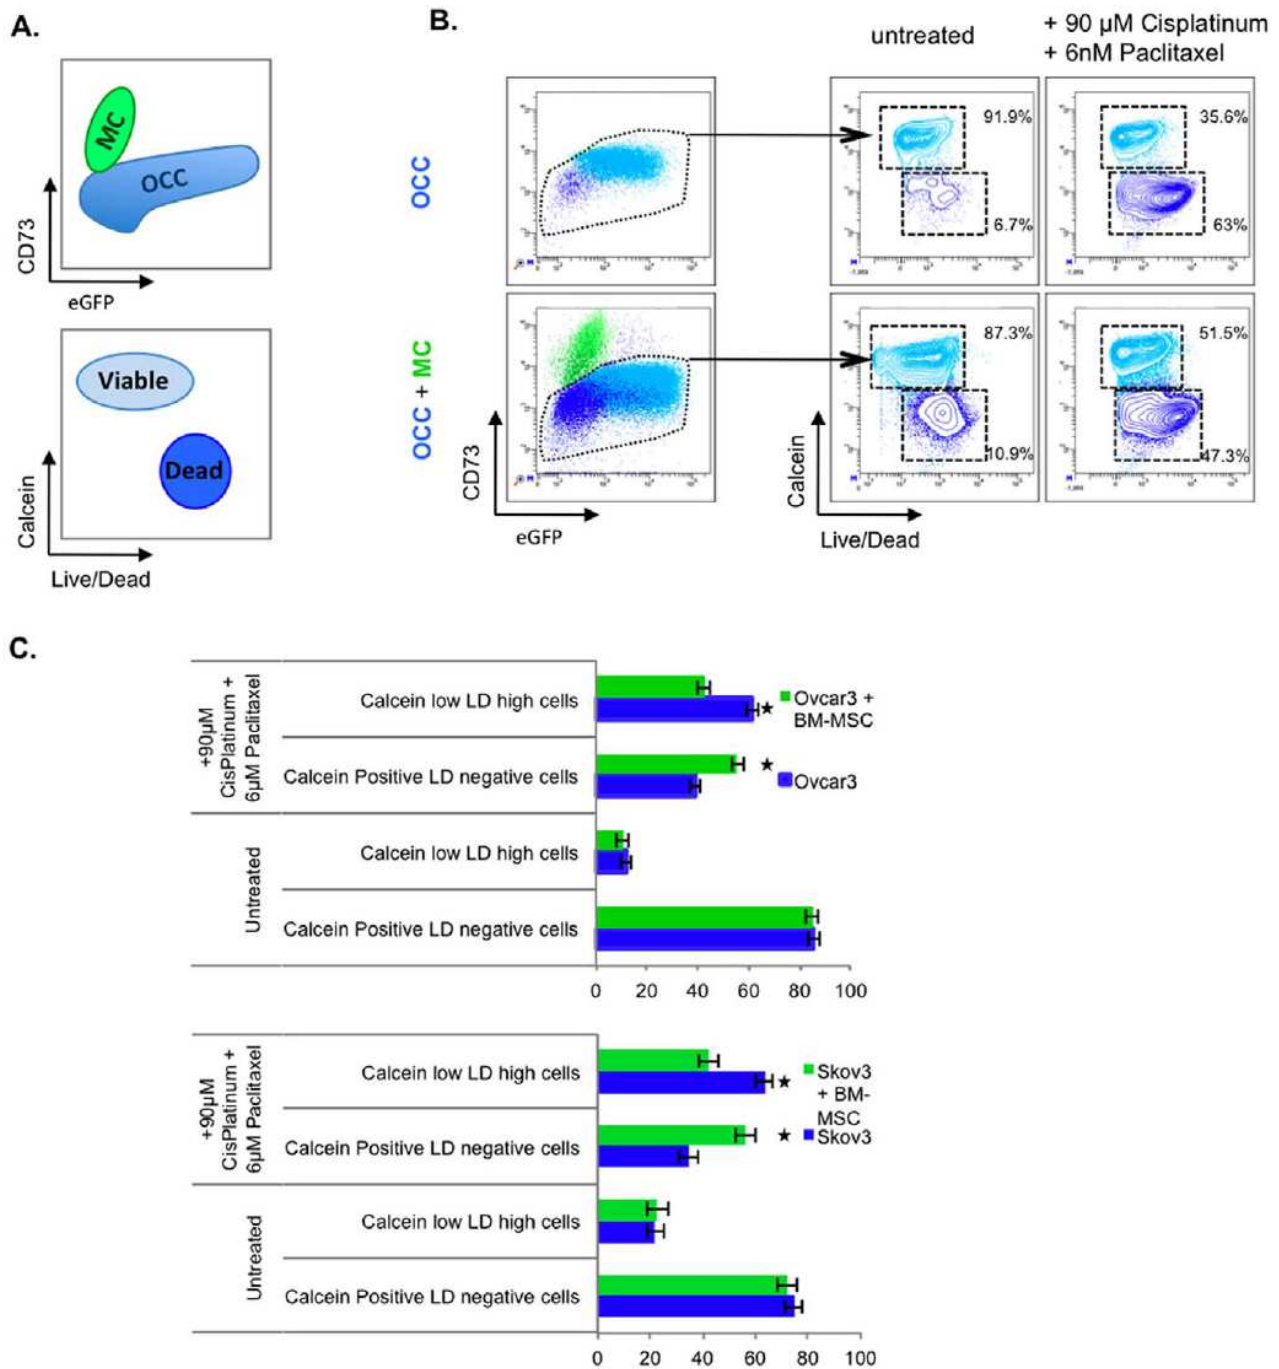 A.
MC
OCC
CD73
eGFP
Viable
Dead
Calcein
Live/Dead
B.
untreated
+ 90 µM Cisplatinum
+ 6nM Paclitaxel
OCC
91.9%
6.7%
35.6%
63%
OCC + MC
87.3%
10.9%
51.5%
47.3%
CD73
eGFP
Calcein
Live/Dead
C.
+90µM
CisPlatinum +
6µM Paclitaxel
Calcein low LD high cells
Calcein Positive LD negative cells
Untreated
Calcein low LD high cells
Calcein Positive LD negative cells
★
★
Ovcar3 +
BM-MSC
Ovcar3
0 20 40 60 80 100
+90µM
CisPlatinum +
6µM Paclitaxel
Calcein low LD high cells
Calcein Positive LD negative cells
Untreated
Calcein low LD high cells
Calcein Positive LD negative cells
★
★
Skov3
+ BM-
MSC
Skov3
0 20 40 60 80 100